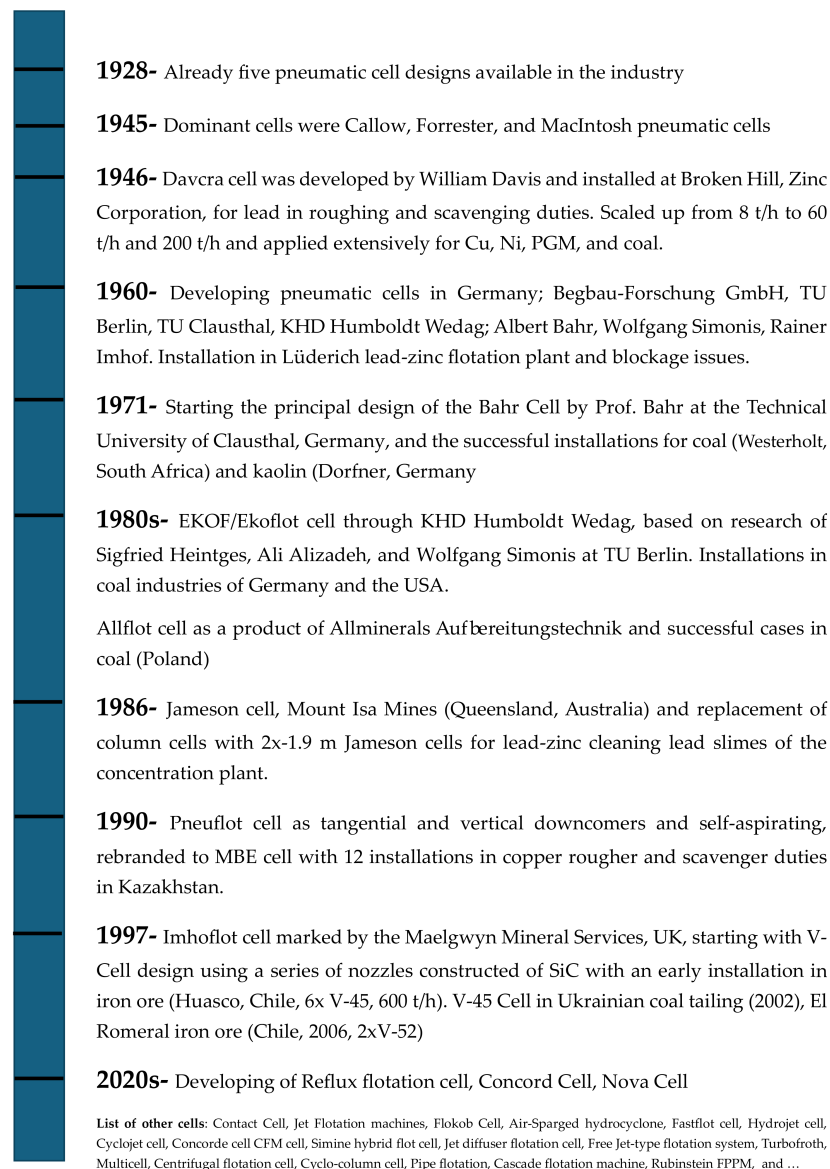 1928- Already five pneumatic cell designs available in the industry
1945- Dominant cells were Callow, Forrester, and MacIntosh pneumatic cells
1946- Davcra cell was developed by William Davis and installed at Broken Hill, Zinc
Corporation, for lead in roughing and scavenging duties. Scaled up from 8 t/h to 60
t/h and 200 t/h and applied extensively for Cu, Ni, PGM, and coal.
1960- Developing pneumatic cells in Germany; Begbau-Forschung GmbH, TU
Berlin, TU Clausthal, KHD Humboldt Wedag; Albert Bahr, Wolfgang Simonis, Rainer
Imhof. Installation in Lüderich lead-zinc flotation plant and blockage issues.
1971- Starting the principal design of the Bahr Cell by Prof. Bahr at the Technical
University of Clausthal, Germany, and the successful installations for coal (Westerholt,
South Africa) and kaolin (Dorfner, Germany
1980s- EKOF/Ekoflot cell through KHD Humboldt Wedag, based on research of
Sigfried Heintges, Ali Alizadeh, and Wolfgang Simonis at TU Berlin. Installations in
coal industries of Germany and the USA.
Allflot cell as a product of Allminerals Aufbereitungstechnik and successful cases in
coal (Poland)
1986- Jameson cell, Mount Isa Mines (Queensland, Australia) and replacement of
column cells with 2x-1.9 m Jameson cells for lead-zinc cleaning lead slimes of the
concentration plant.
1990- Pneuflot cell as tangential and vertical downcomers and self-aspirating,
rebranded to MBE cell with 12 installations in copper rougher and scavenger duties
in Kazakhstan.
1997- Imhoflot cell marked by the Maelgwyn Mineral Services, UK, starting with V-
Cell design using a series of nozzles constructed of SiC with an early installation in
iron ore (Huasco, Chile, 6x V-45, 600 t/h). V-45 Cell in Ukrainian coal tailing (2002), El
Romeral iron ore (Chile, 2006, 2xV-52)
2020s- Developing of Reflux flotation cell, Concord Cell, Nova Cell
List of other cells: Contact Cell, Jet Flotation machines, Flokob Cell, Air-Sparged hydrocyclone, Fastflot cell, Hydrojet cell,
Cyclojet cell, Concorde cell CFM cell, Simine hybrid flot cell, Jet diffuser flotation cell, Free Jet-type flotation system, Turbofroth,
Multicell, Centrifugal flotation cell, Cyclo-column cell, Pipe flotation, Cascade flotation machine, Rubinstein FPPM, and …